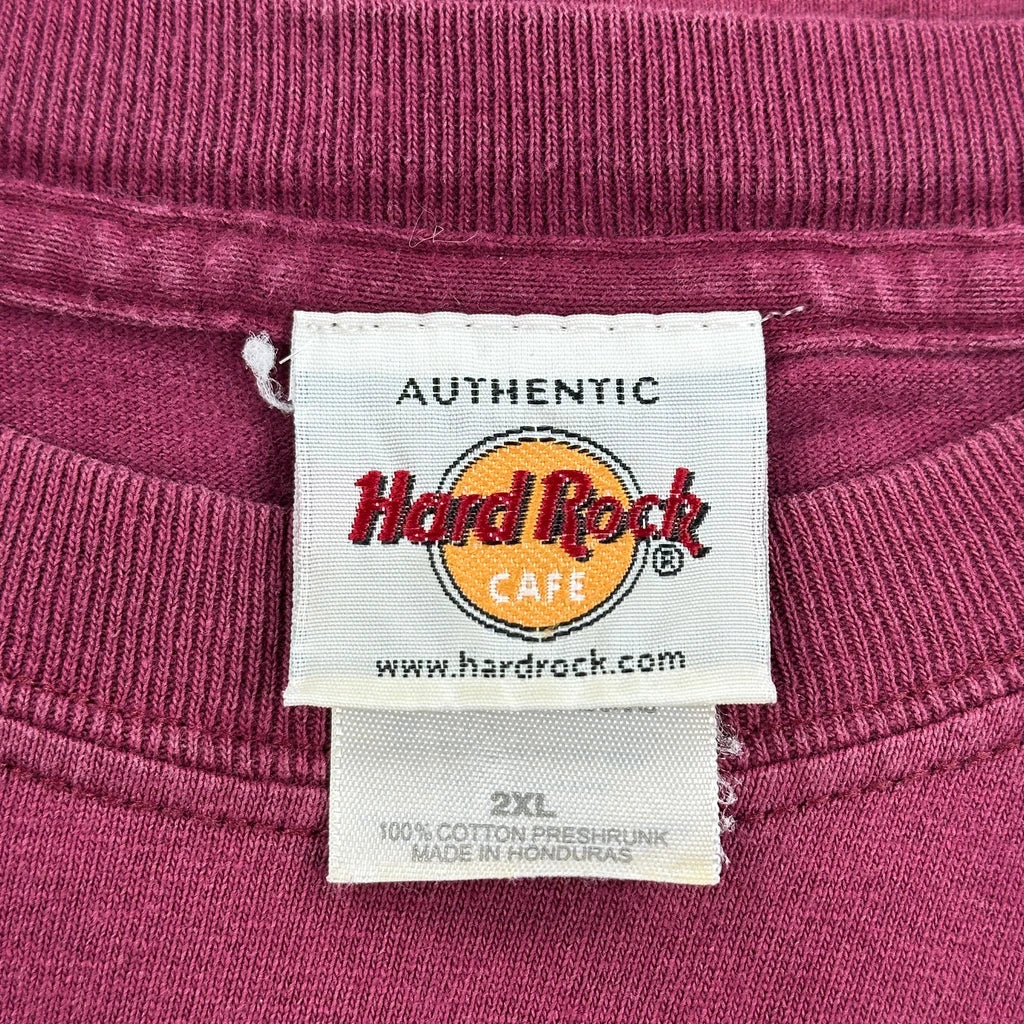 AUTHENTIC
Hard Rock
CAFE
®
www.hardrock.com
2XL
100% COTTON PRESHRUNK
MADE IN HONDURAS